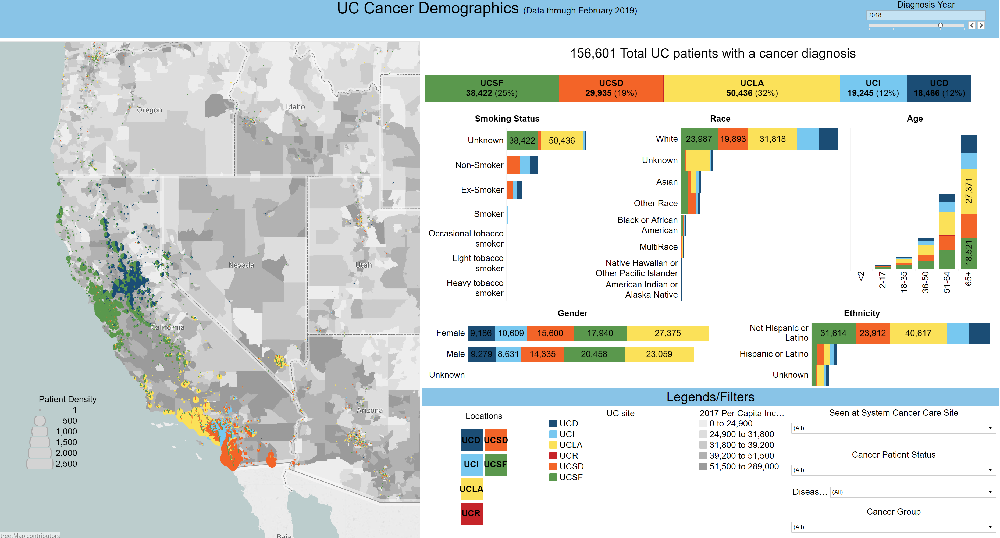 UC Cancer Demographics (Data through February 2019)
Diagnosis Year
2018
Oregon
Idaho
Nevada
Utah
California
Arizona
Baja
Patient Density
1
500
1,000
1,500
2,000
2,500
treetMap contributors
156,601 Total UC patients with a cancer diagnosis
UCSF UCSD UCLA UCI UCD
38,422 (25%) 29,935 (19%) 50,436 (32%) 19,245 (12%) 18,466 (12%)
Smoking Status
Unknown 38,422 50,436
Non-Smoker
Ex-Smoker
Smoker
Occasional tobacco
smoker
Light tobacco
smoker
Heavy tobacco
smoker
Race
White 23,987 19,893 31,818
Unknown
Asian
Other Race
Black or African
American
MultiRace
Native Hawaiian or
Other Pacific Islander
American Indian or
Alaska Native
Age
27,371
18,521
<2 2-17 18-35 36-50 51-64 65+
Gender
Female 9,186 10,609 15,600 17,940 27,375
Male 9,279 8,631 14,335 20,458 23,059
Unknown
Ethnicity
Not Hispanic or
Latino 31,614 23,912 40,617
Hispanic or Latino
Unknown
Legends/Filters
Locations
UCD UCSD
UCI UCSF
UCLA
UCR
UC site
UCD
UCI
UCLA
UCR
UCSD
UCSF
2017 Per Capita Inc...
0 to 24,900
24,900 to 31,800
31,800 to 39,200
39,200 to 51,500
51,500 to 289,000
Seen at System Cancer Care Site
(All)
Cancer Patient Status
(All)
Diseas... (All)
Cancer Group
(All)